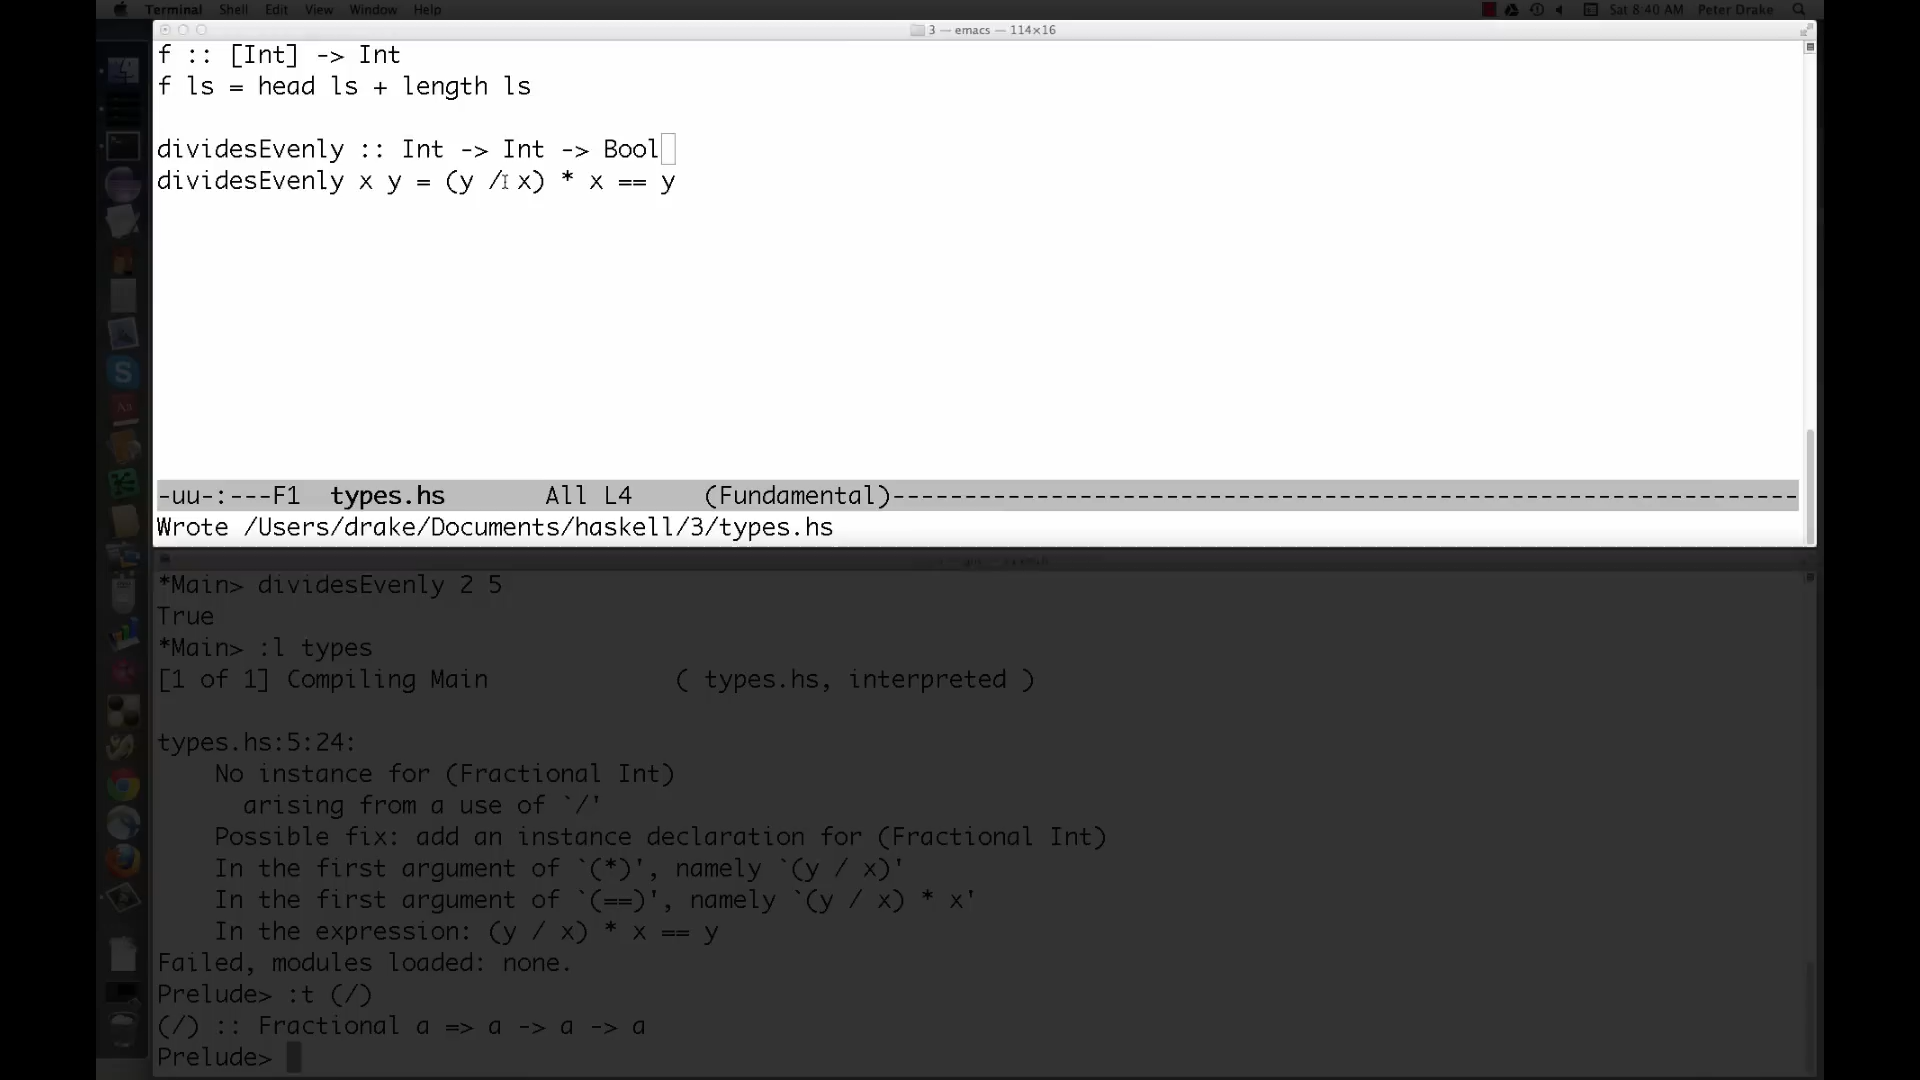 Terminal Shell Edit View Window Help Sat 8:40 AM Peter Drake
3 — emacs — 114×16
f :: [Int] -> Int
f ls = head ls + length ls
dividesEvenly :: Int -> Int -> Bool
dividesEvenly x y = (y / x) * x == y
-uu-:---F1  types.hs       All L4     (Fundamental)---------------------------------------------------------------
Wrote /Users/drake/Documents/haskell/3/types.hs
*Main> dividesEvenly 2 5
True
*Main> :l types
[1 of 1] Compiling Main             ( types.hs, interpreted )
types.hs:5:24:
No instance for (Fractional Int)
arising from a use of `/'
Possible fix: add an instance declaration for (Fractional Int)
In the first argument of `(*)', namely `(y / x)'
In the first argument of `(==)', namely `(y / x) * x'
In the expression: (y / x) * x == y
Failed, modules loaded: none.
Prelude> :t (/)
(/) :: Fractional a => a -> a -> a
Prelude>